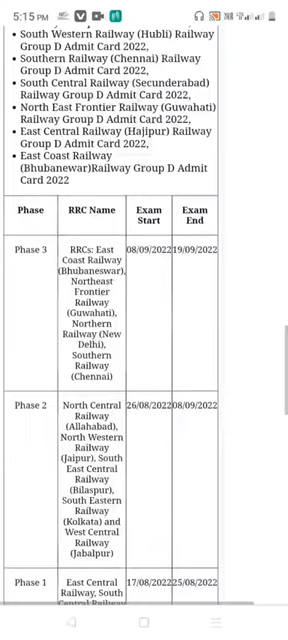 5:15 PM
South Western Railway (Hubli) Railway
Group D Admit Card 2022,
Southern Railway (Chennai) Railway
Group D Admit Card 2022,
South Central Railway (Secunderabad)
Railway Group D Admit Card 2022,
North East Frontier Railway (Guwahati)
Railway Group D Admit Card 2022,
East Central Railway (Hajipur) Railway
Group D Admit Card 2022,
East Coast Railway
(Bhubanewar)Railway Group D Admit
Card 2022
Phase RRC Name Exam Start Exam End
Phase 3 08/09/2022 19/09/2022
RRCs: East
Coast Railway
(Bhubaneswar),
Northeast
Frontier
Railway
(Guwahati),
Northern
Railway (New
Delhi),
Southern
Railway
(Chennai)
Phase 2 26/08/2022 08/09/2022
North Central
Railway
(Allahabad),
North Western
Railway
(Jaipur), South
East Central
Railway
(Bilaspur),
South Eastern
Railway
(Kolkata) and
West Central
Railway
(Jabalpur)
Phase 1 17/08/2022 25/08/2022
East Central
Railway, South
Central Railway